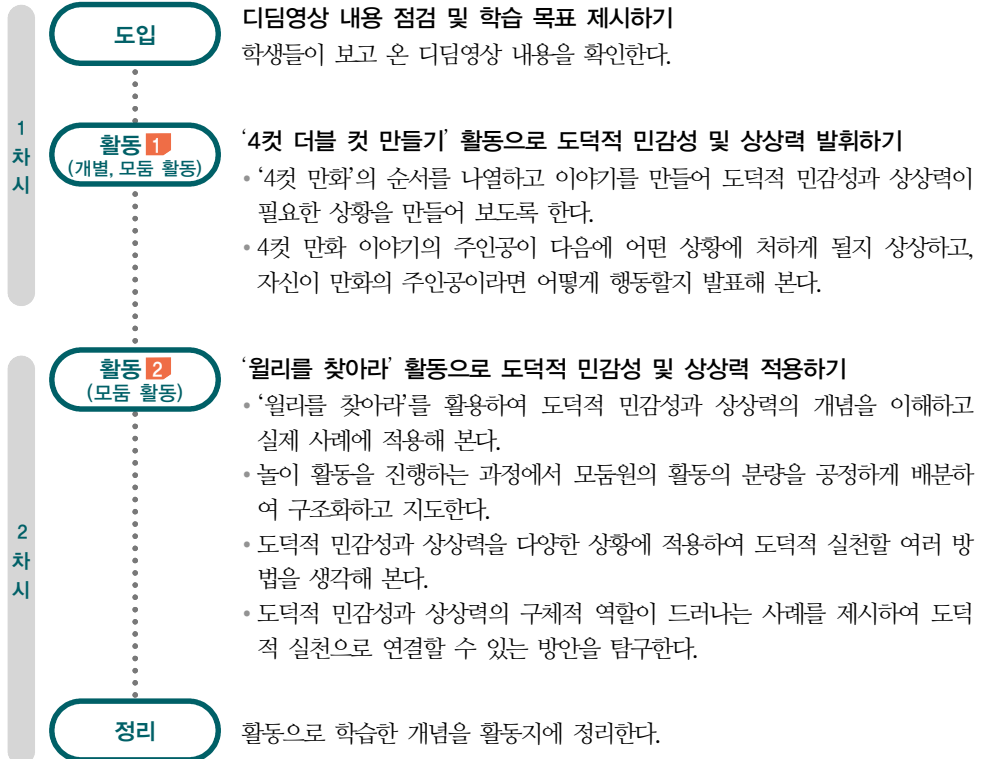 1
차
시
도입
디딤영상 내용 점검 및 학습 목표 제시하기
학생들이 보고 온 디딤영상 내용을 확인한다.
활동 1
(개별, 모둠 활동)
‘4컷 더블 컷 만들기’ 활동으로 도덕적 민감성 및 상상력 발휘하기
• ‘4컷 만화’의 순서를 나열하고 이야기를 만들어 도덕적 민감성과 상상력이
필요한 상황을 만들어 보도록 한다.
• 4컷 만화 이야기의 주인공이 다음에 어떤 상황에 처하게 될지 상상하고,
자신이 만화의 주인공이라면 어떻게 행동할지 발표해 본다.
2
차
시
활동 2
(모둠 활동)
‘윌리를 찾아라’ 활동으로 도덕적 민감성 및 상상력 적용하기
• ‘윌리를 찾아라’를 활용하여 도덕적 민감성과 상상력의 개념을 이해하고
실제 사례에 적용해 본다.
• 놀이 활동을 진행하는 과정에서 모둠원의 활동의 분량을 공정하게 배분하
여 구조화하고 지도한다.
• 도덕적 민감성과 상상력을 다양한 상황에 적용하여 도덕적 실천할 여러 방
법을 생각해 본다.
• 도덕적 민감성과 상상력의 구체적 역할이 드러나는 사례를 제시하여 도덕
적 실천으로 연결할 수 있는 방안을 탐구한다.
정리
활동으로 학습한 개념을 활동지에 정리한다.